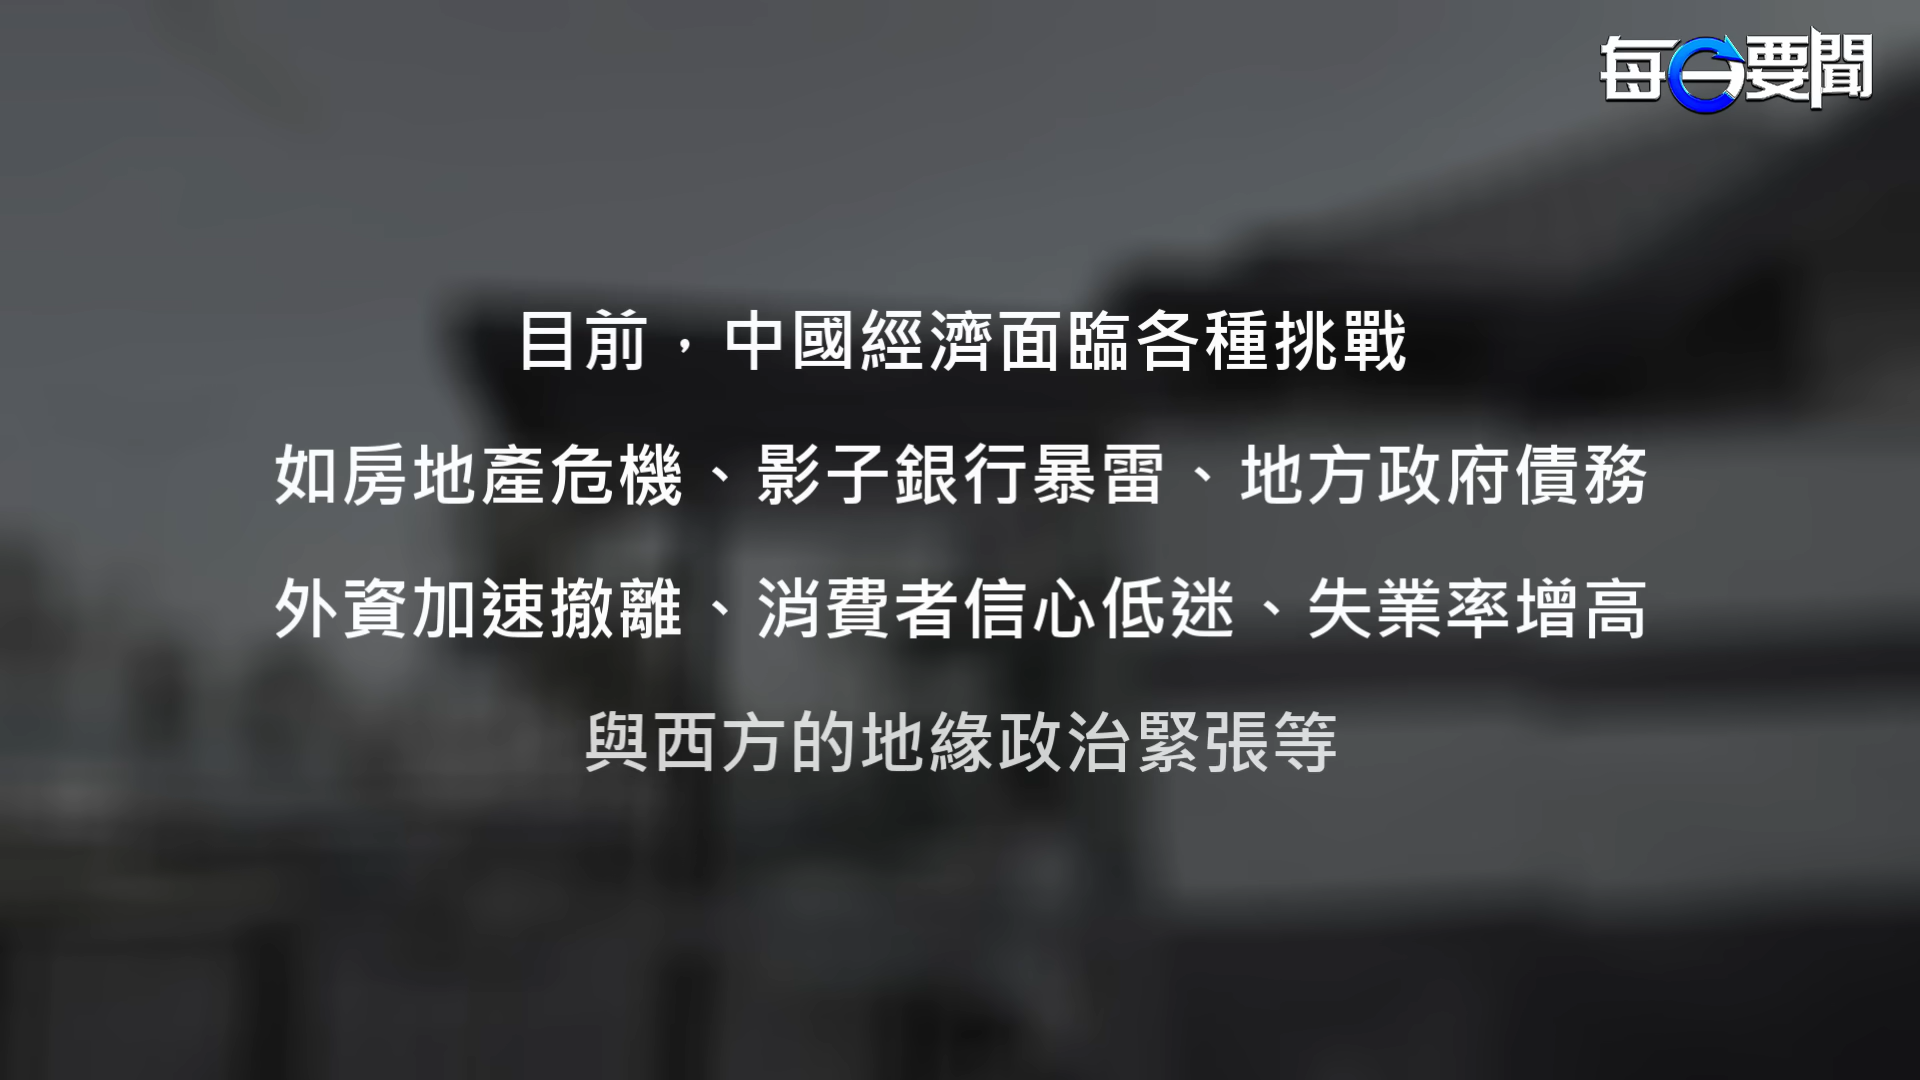 每日要聞
目前，中國經濟面臨各種挑戰
如房地產危機、影子銀行暴雷、地方政府債務
外資加速撤離、消費者信心低迷、失業率增高
與西方的地緣政治緊張等